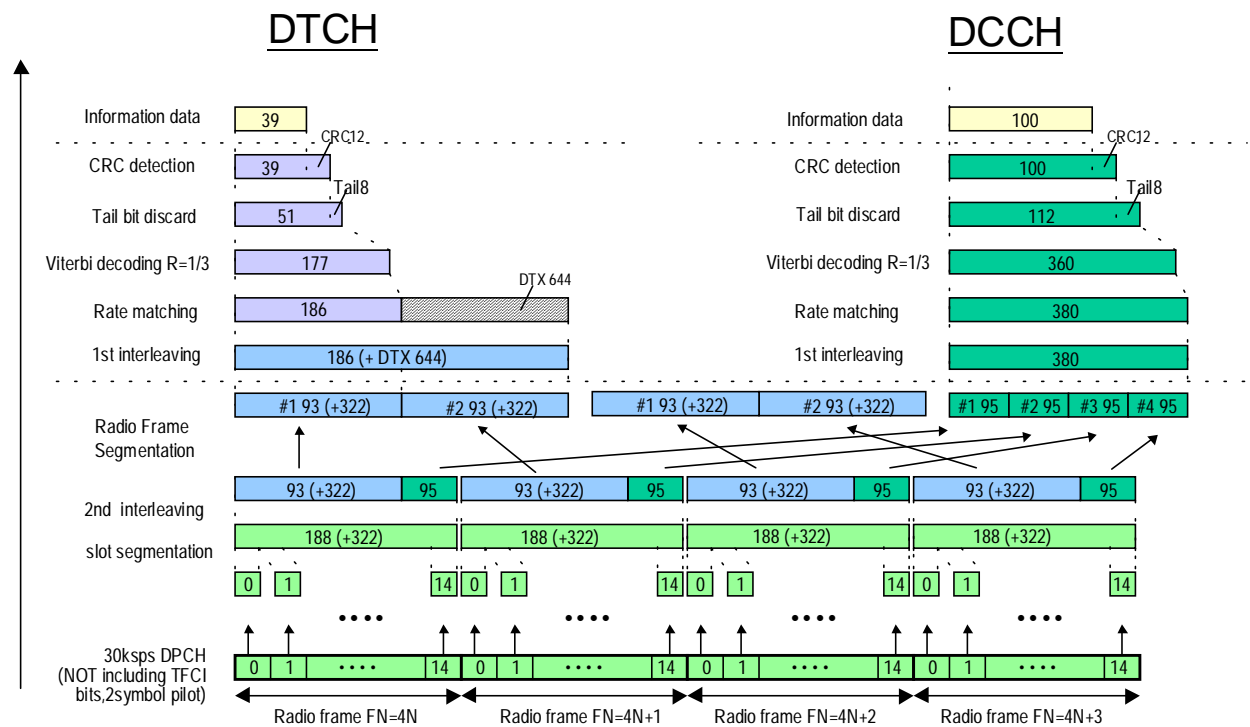 DTCH
DCCH
Information data
39
Information data
100
CRC12
CRC12
CRC detection
39
CRC detection
100
Tail8
Tail8
Tail bit discard
51
Tail bit discard
112
Viterbi decoding R=1/3
177
Viterbi decoding R=1/3
360
DTX 644
Rate matching
186
Rate matching
380
1st interleaving
186 (+ DTX 644)
1st interleaving
380
#1 93 (+322)
#2 93 (+322)
#1 93 (+322)
#2 93 (+322)
#1 95
#2 95
#3 95
#4 95
Radio Frame
Segmentation
93 (+322)
95
93 (+322)
95
93 (+322)
95
93 (+322)
95
2nd interleaving
188 (+322)
188 (+322)
188 (+322)
188 (+322)
slot segmentation
0
1
14
0
1
14
0
1
14
0
1
14
• • • •
• • • •
• • • •
• • • •
30ksps DPCH
(NOT including TFCI
bits,2symbol pilot)
0
1
• • • •
14
0
1
• • • •
14
0
1
• • • •
14
0
1
• • • •
14
Radio frame FN=4N
Radio frame FN=4N+1
Radio frame FN=4N+2
Radio frame FN=4N+3